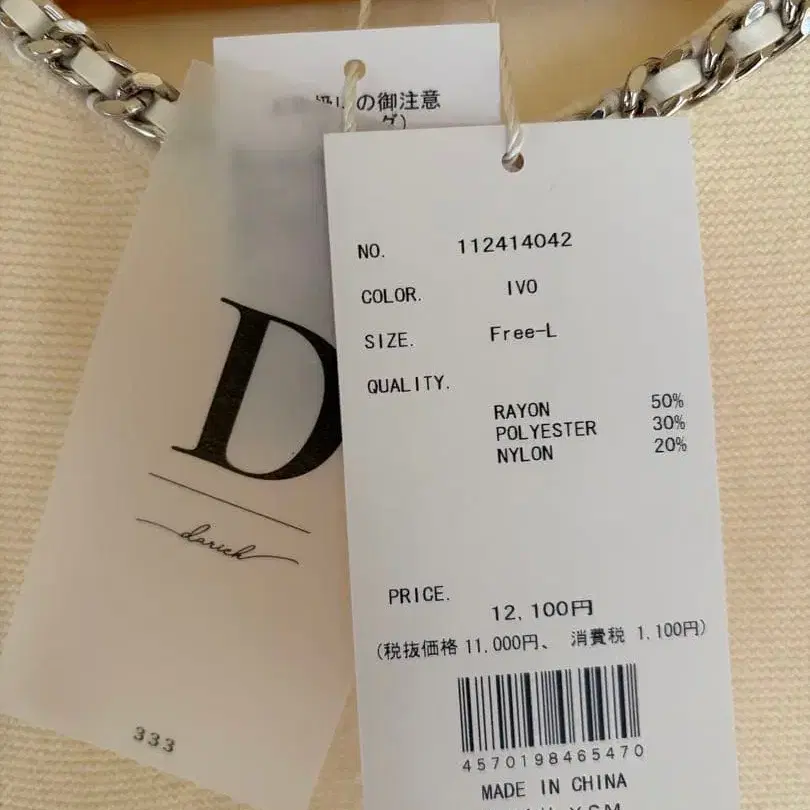 の御注意
グ)
D
darich
333
NO. 112414042
COLOR. IVO
SIZE. Free-L
QUALITY.
RAYON 50%
POLYESTER 30%
NYLON 20%
PRICE.
12,100円
(税抜価格 11,000円、 消費税 1,100円)
4570198465470
MADE IN CHINA